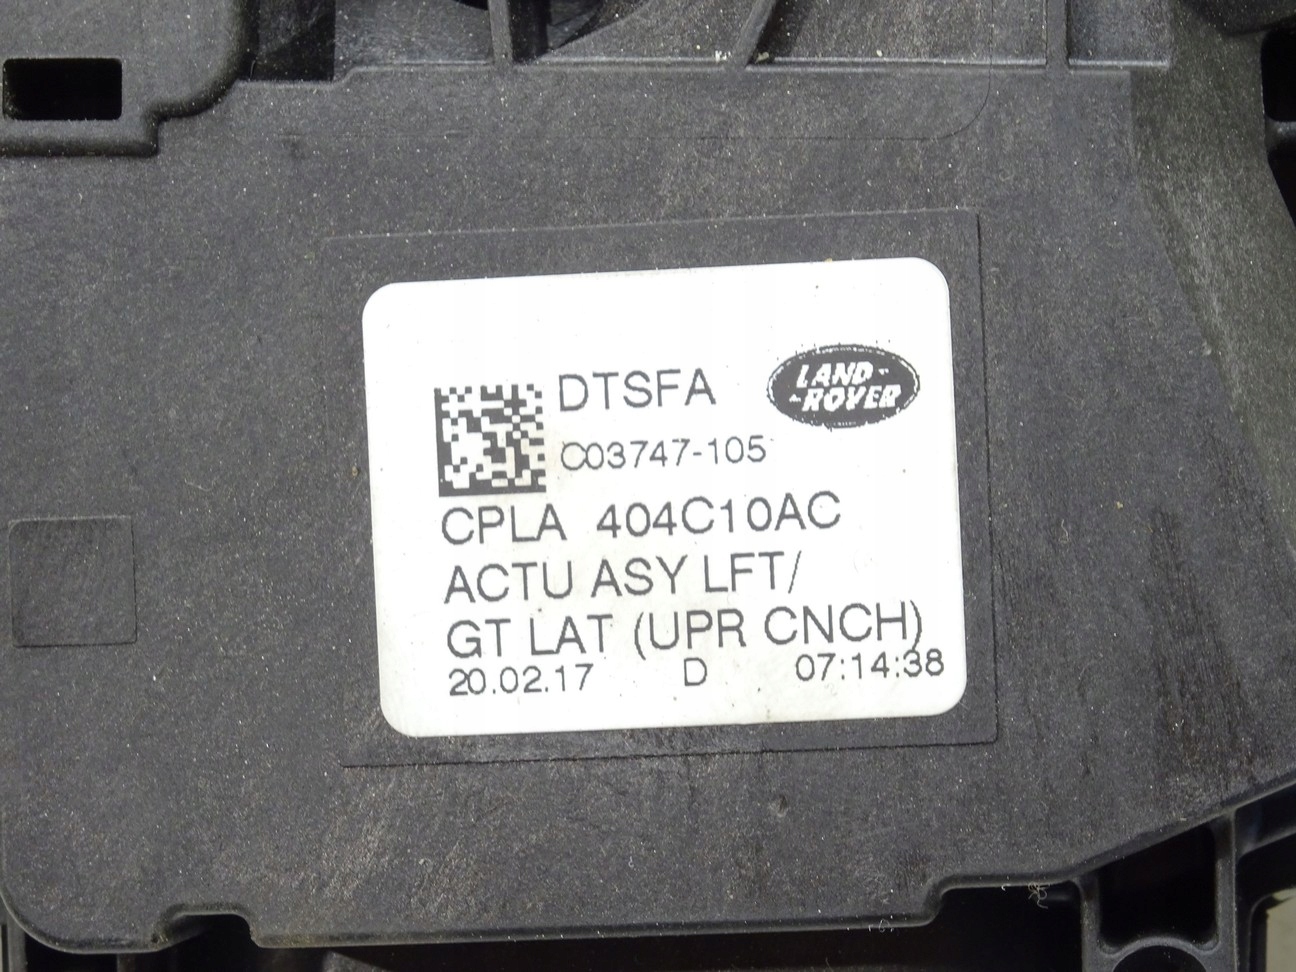 DTSFA
LAND-
-ROVER
C03747-105
CPLA 404C10AC
ACTU ASY LFT/
GT LAT (UPR CNCH)
20.02.17 D 07:14:38